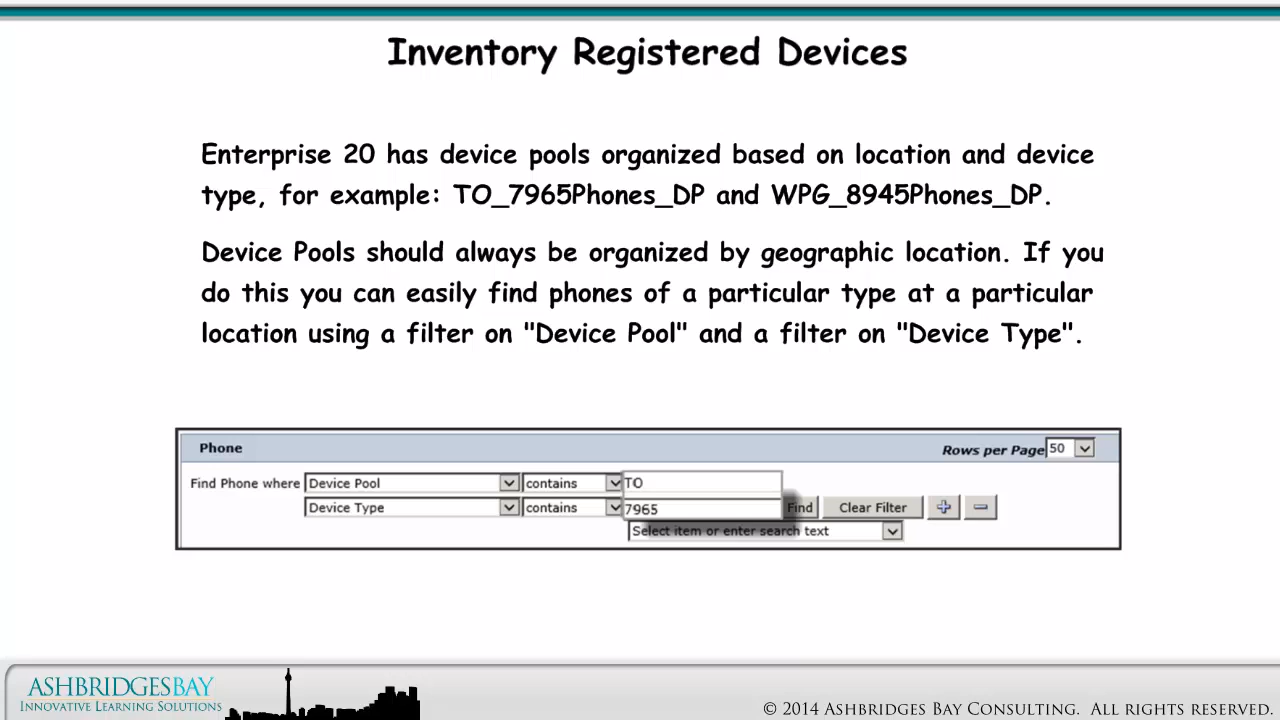 Inventory Registered Devices
Enterprise 20 has device pools organized based on location and device
type, for example: TO_7965Phones_DP and WPG_8945Phones_DP.
Device Pools should always be organized by geographic location. If you
do this you can easily find phones of a particular type at a particular
location using a filter on "Device Pool" and a filter on "Device Type".
Phone Rows per Page 50
Find Phone where Device Pool contains TO
Device Type contains 7965 Find Clear Filter
Select item or enter search text
ASHBRIDGESBAY
INNOVATIVE LEARNING SOLUTIONS
© 2014 ASHBRIDGES BAY CONSULTING. ALL RIGHTS RESERVED.